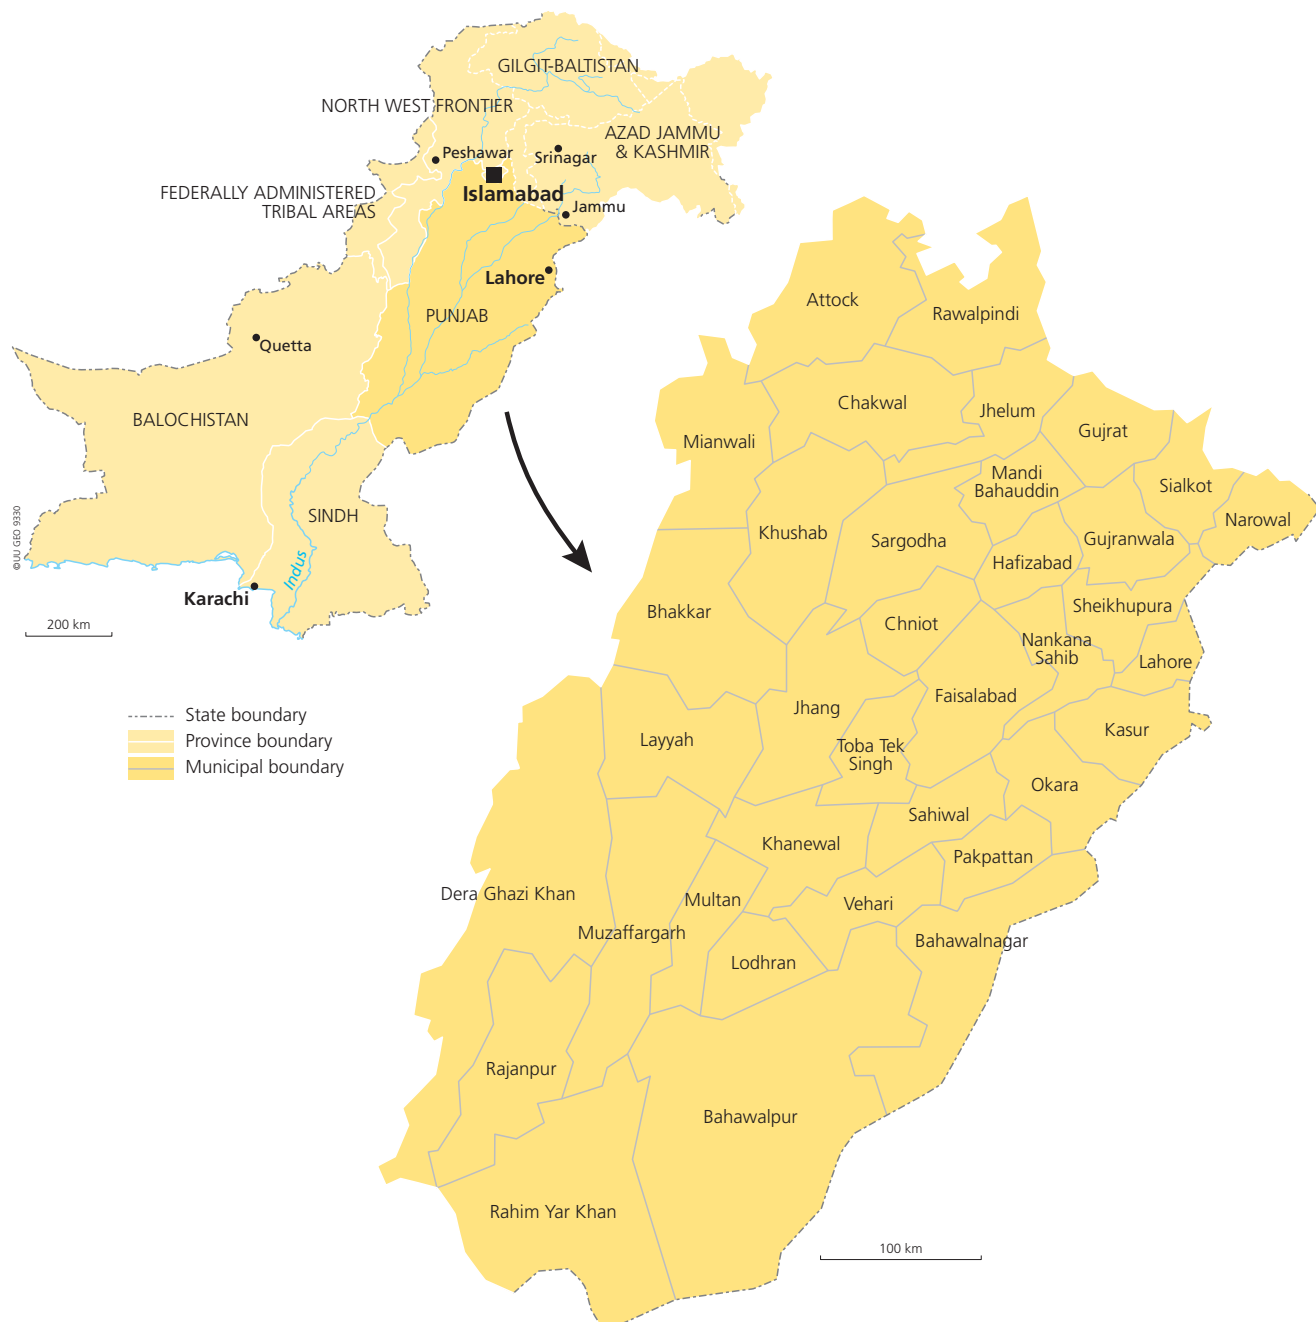 GILGIT-BALTISTAN
NORTH WEST FRONTIER
AZAD JAMMU
& KASHMIR
Peshawar
Srinagar
Islamabad
FEDERALLY ADMINISTERED
TRIBAL AREAS
Jammu
Lahore
PUNJAB
Quetta
BALOCHISTAN
SINDH
Indus
Karachi
©UU GEO 9330
200 km
State boundary
Province boundary
Municipal boundary
Attock
Rawalpindi
Chakwal
Jhelum
Mianwali
Gujrat
Mandi
Bahauddin
Sialkot
Narowal
Khushab
Sargodha
Gujranwala
Hafizabad
Bhakkar
Chniot
Sheikhupura
Nankana
Sahib
Lahore
Faisalabad
Jhang
Layyah
Toba Tek
Singh
Kasur
Okara
Sahiwal
Khanewal
Pakpattan
Dera Ghazi Khan
Multan
Vehari
Muzaffargarh
Bahawalnagar
Lodhran
Rajanpur
Bahawalpur
Rahim Yar Khan
100 km